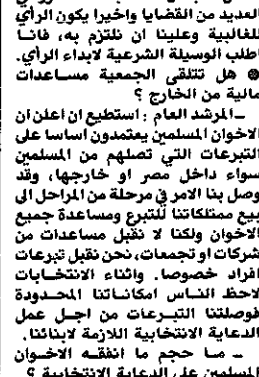 العديد من القضايا واخيرا يكون الرأي
للغالبية وعلينا ان نلتزم به، فانا
اطلب الوسيلة الشرعية لابداء الرأي.
هل تتلقى الجمعية مساعدات
مالية من الخارج ؟
ـ المرشد العام : استطيع ان اعلن أن
الاخوان المسلمين يعتمدون اساسا على
التبرعات التي تصلهم من المسلمين
سواء داخل مصر او خارجها، وقد
وصل بنا الامر في مرحلة من المراحل الى
بيع ممتلكاتنا للتبرع ومساعدة جميع
الاخوان ولكنا لا نقبل مساعدات من
شركات او تجمعات، نحن نقبل تبرعات
افراد خصوصا. واثناء الانتخابات
لاحظ الناس امكاناتنا المحدودة
فوصلتنا التبرعات من اجل عمل
الدعاية الانتخابية اللازمة لابنائنا.
ـ ما حجم ما انفقه الاخوان
المسلمين على الدعاية الانتخابية ؟